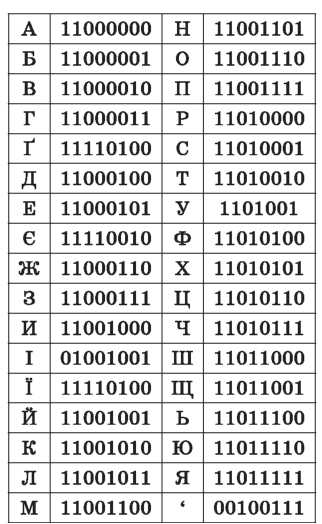 А 11000000 Н 11001101
Б 11000001 О 11001110
В 11000010 П 11001111
Г 11000011 Р 11010000
Ґ 11110100 С 11010001
Д 11000100 Т 11010010
Е 11000101 У 1101001
Є 11110010 Ф 11010100
Ж 11000110 Х 11010101
З 11000111 Ц 11010110
И 11001000 Ч 11010111
І 01001001 Ш 11011000
Ї 11110100 Щ 11011001
Й 11001001 Ь 11011100
К 11001010 Ю 11011110
Л 11001011 Я 11011111
М 11001100 ‘ 00100111